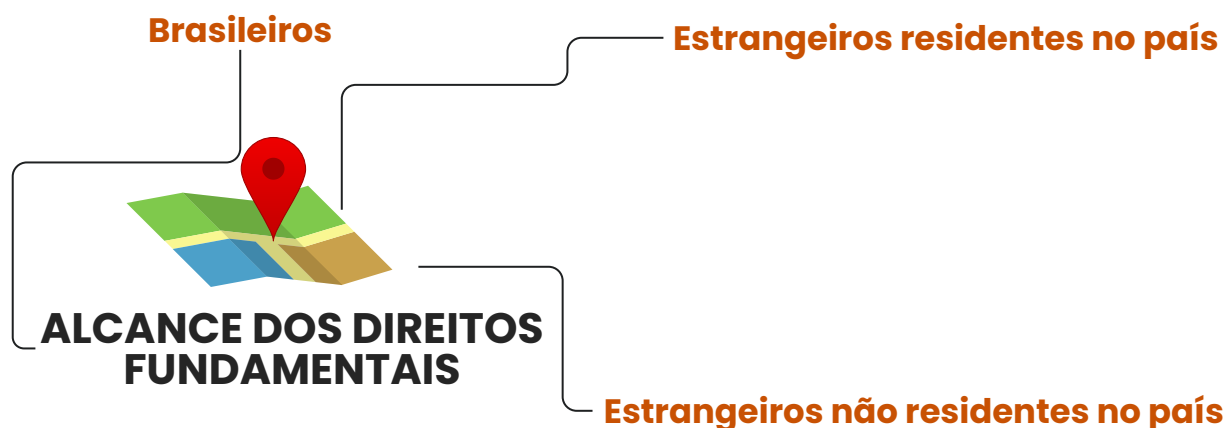 Brasileiros
Estrangeiros residentes no país
ALCANCE DOS DIREITOS
FUNDAMENTAIS
Estrangeiros não residentes no país